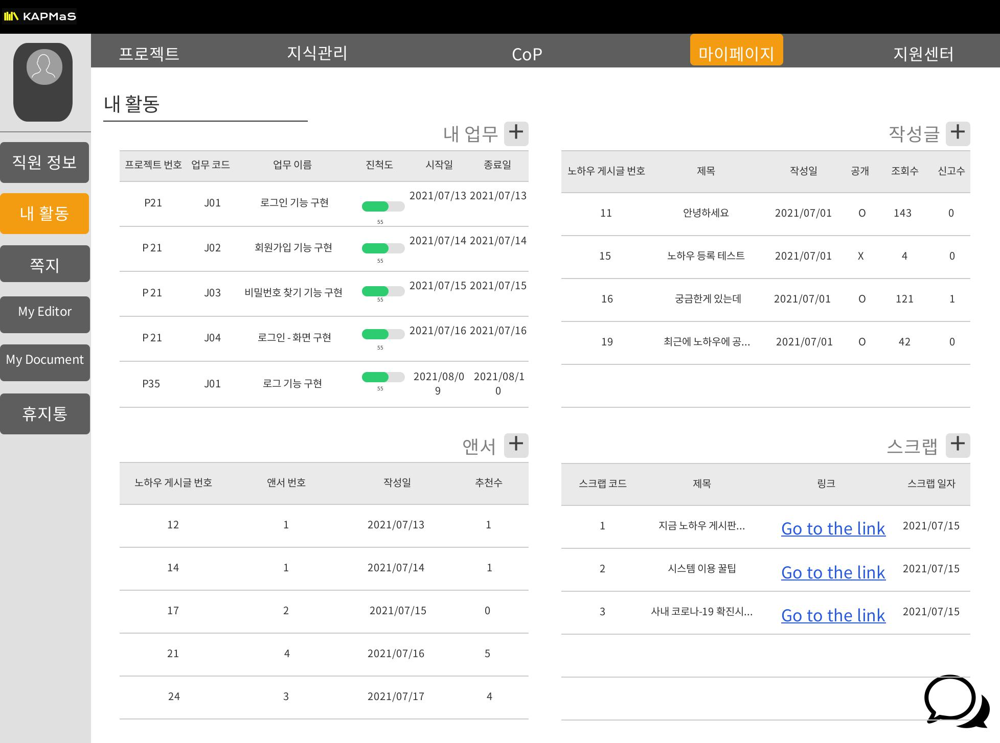 KAPMaS
프로젝트 지식관리 CoP 마이페이지 지원센터
직원 정보
내 활동
쪽지
My Editor
My Document
휴지통
내 활동
내 업무 +
프로젝트 번호 업무 코드 업무 이름 진척도 시작일 종료일
P21 J01 로그인 기능 구현 55 2021/07/13 2021/07/13
P 21 J02 회원가입 기능 구현 55 2021/07/14 2021/07/14
P 21 J03 비밀번호 찾기 기능 구현 55 2021/07/15 2021/07/15
P 21 J04 로그인 - 화면 구현 55 2021/07/16 2021/07/16
P35 J01 로그 기능 구현 55 2021/08/09 2021/08/10
작성글 +
노하우 게시글 번호 제목 작성일 공개 조회수 신고수
11 안녕하세요 2021/07/01 O 143 0
15 노하우 등록 테스트 2021/07/01 X 4 0
16 궁금한게 있는데 2021/07/01 O 121 1
19 최근에 노하우에 공... 2021/07/01 O 42 0
앤서 +
노하우 게시글 번호 앤서 번호 작성일 추천수
12 1 2021/07/13 1
14 1 2021/07/14 1
17 2 2021/07/15 0
21 4 2021/07/16 5
24 3 2021/07/17 4
스크랩 +
스크랩 코드 제목 링크 스크랩 일자
1 지금 노하우 게시판... Go to the link 2021/07/15
2 시스템 이용 꿀팁 Go to the link 2021/07/15
3 사내 코로나-19 확진시... Go to the link 2021/07/15